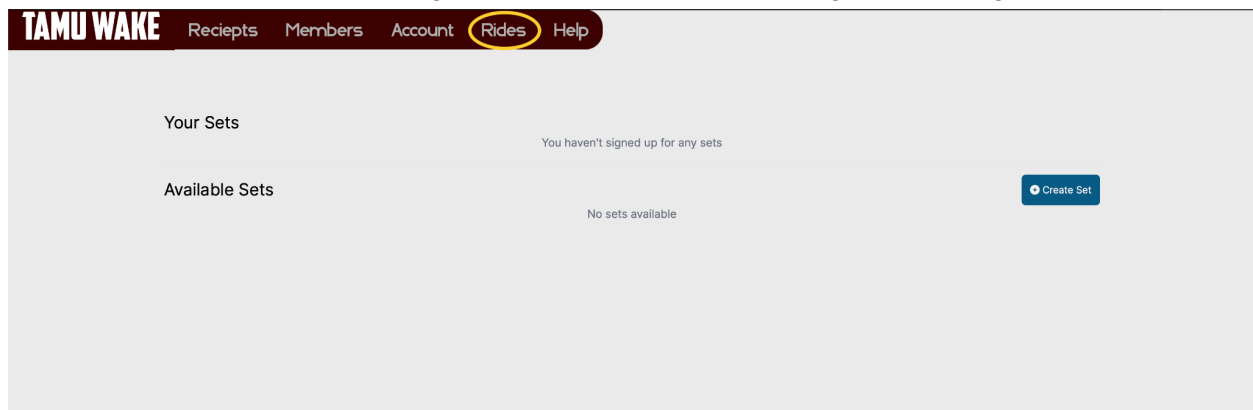 TAMU WAKE Reciepts Members Account Rides Help
Your Sets
You haven't signed up for any sets
Available Sets
Create Set
No sets available